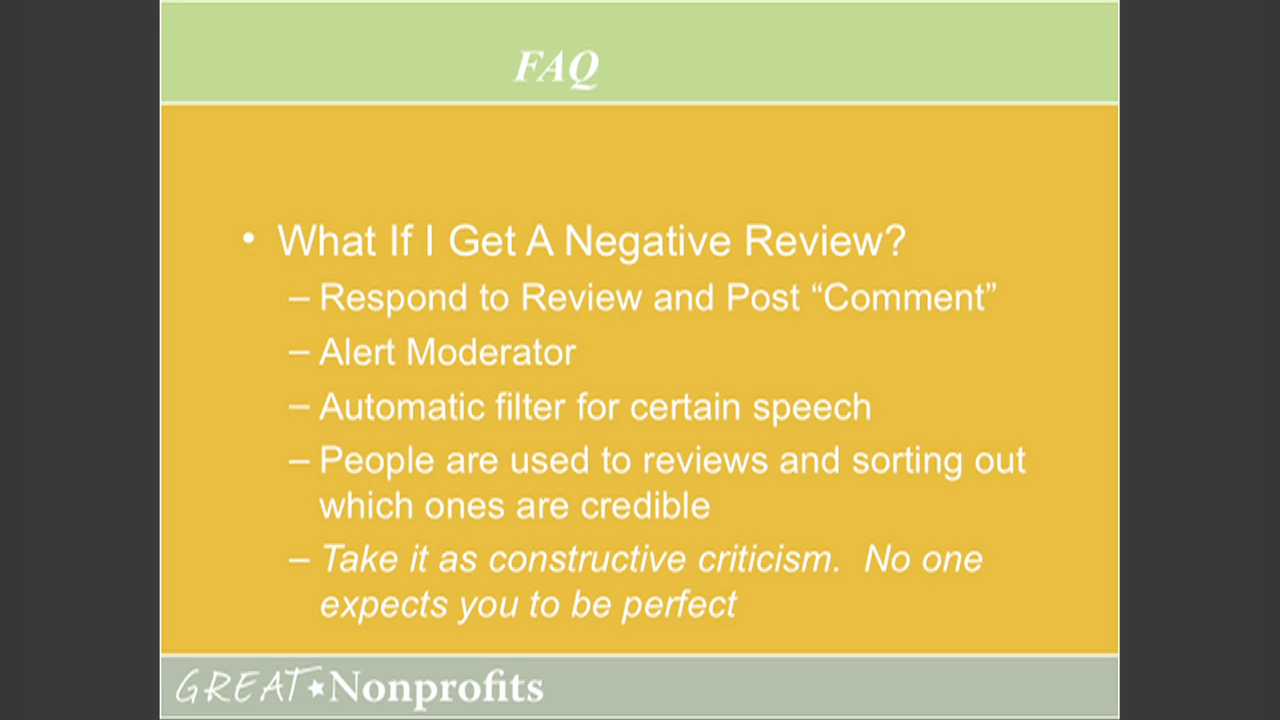 FAQ
• What If I Get A Negative Review?
– Respond to Review and Post “Comment”
– Alert Moderator
– Automatic filter for certain speech
– People are used to reviews and sorting out
which ones are credible
– Take it as constructive criticism.  No one
expects you to be perfect
GREAT★Nonprofits